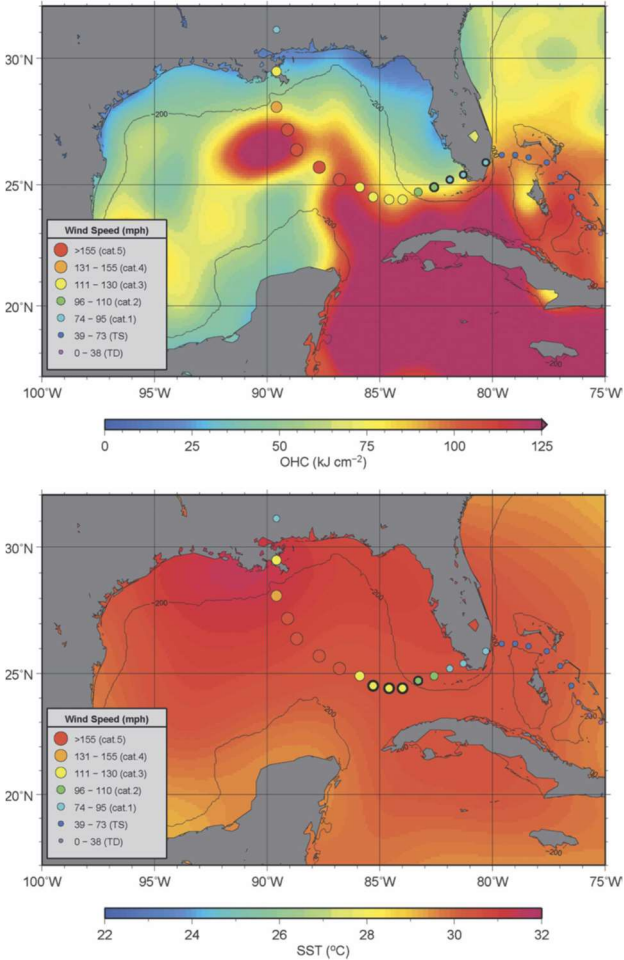 30°N
25°N
20°N
-200
Wind Speed (mph)
>155 (cat.5)
131 – 155 (cat.4)
111 – 130 (cat.3)
96 – 110 (cat.2)
74 – 95 (cat.1)
39 – 73 (TS)
0 – 38 (TD)
-200
100°W 95°W 90°W 85°W 80°W 75°W
0 25 50 75 100 125
OHC (kJ cm⁻²)
30°N
25°N
20°N
-200
Wind Speed (mph)
>155 (cat.5)
131 – 155 (cat.4)
111 – 130 (cat.3)
96 – 110 (cat.2)
74 – 95 (cat.1)
39 – 73 (TS)
0 – 38 (TD)
-200
100°W 95°W 90°W 85°W 80°W 75°W
22 24 26 28 30 32
SST (°C)